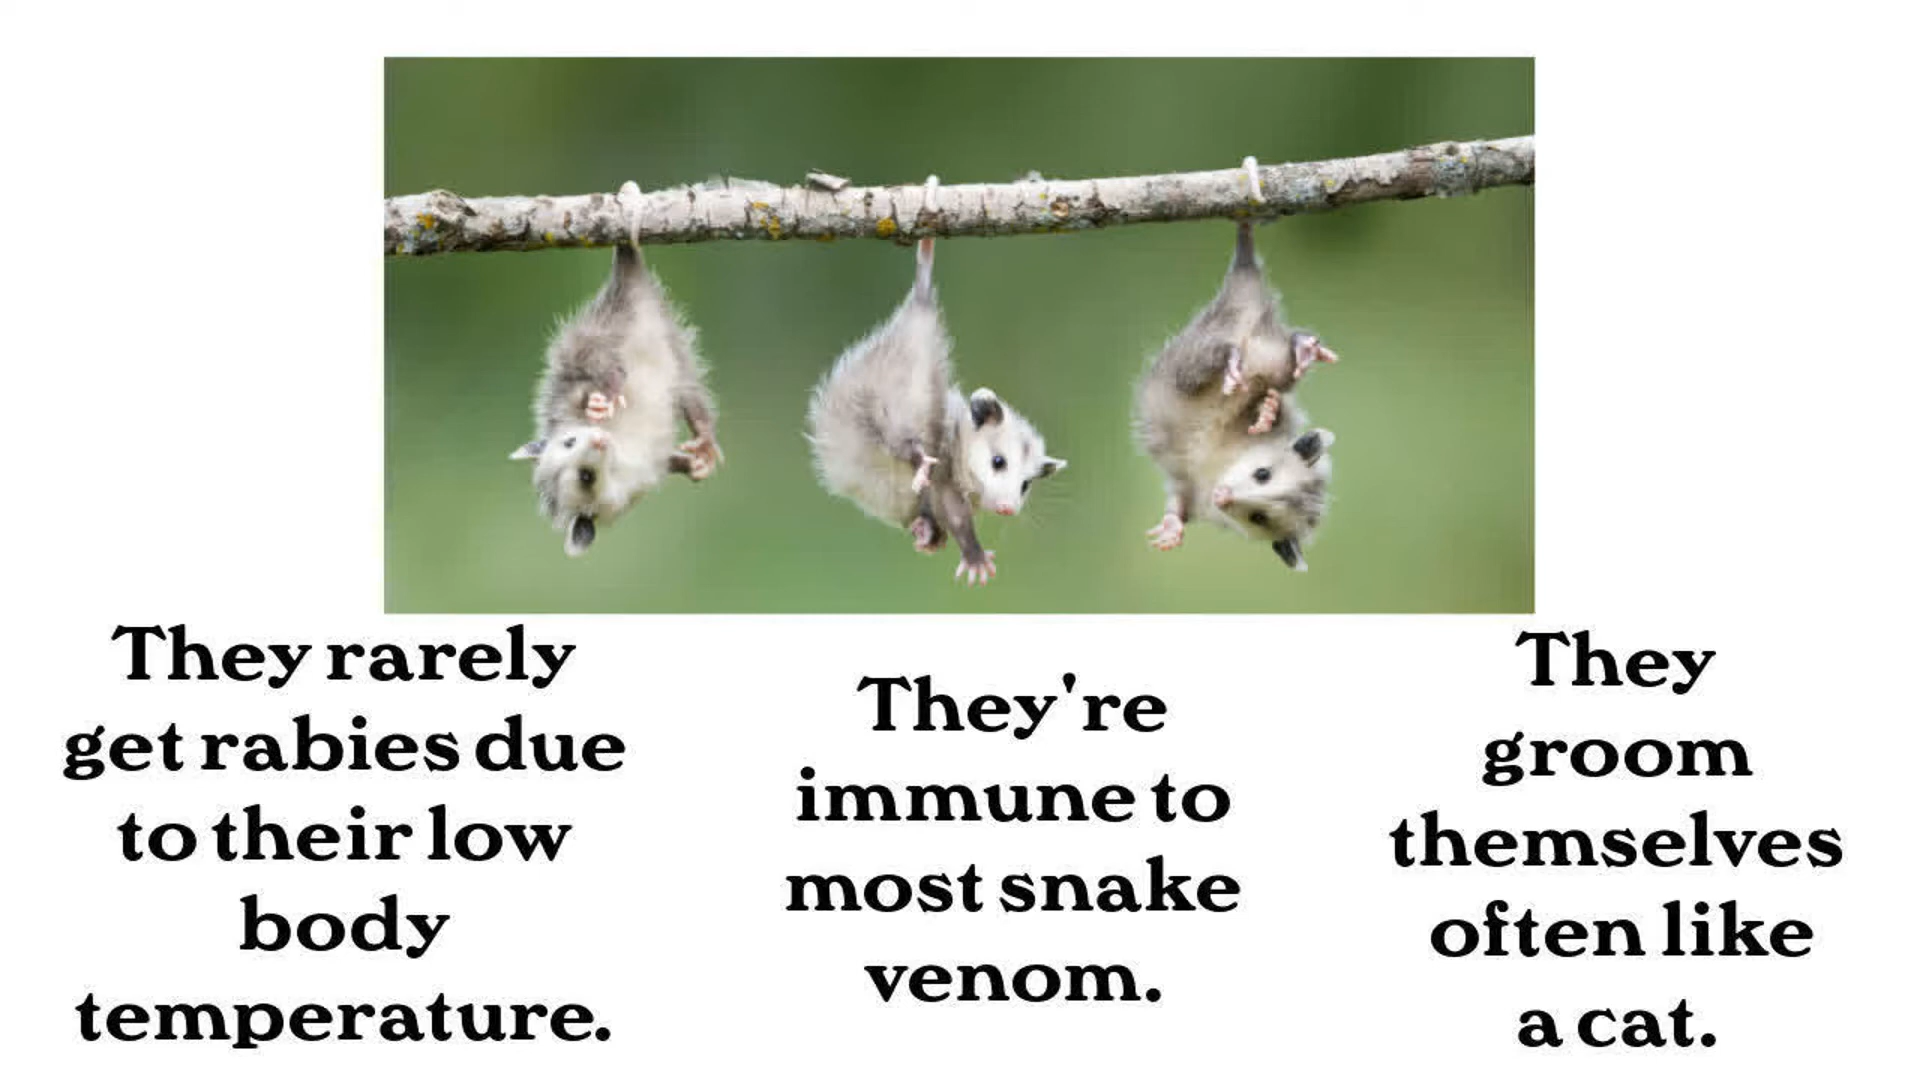 They rarely
get rabies due
to their low
body
temperature.
They're
immune to
most snake
venom.
They
groom
themselves
often like
a cat.